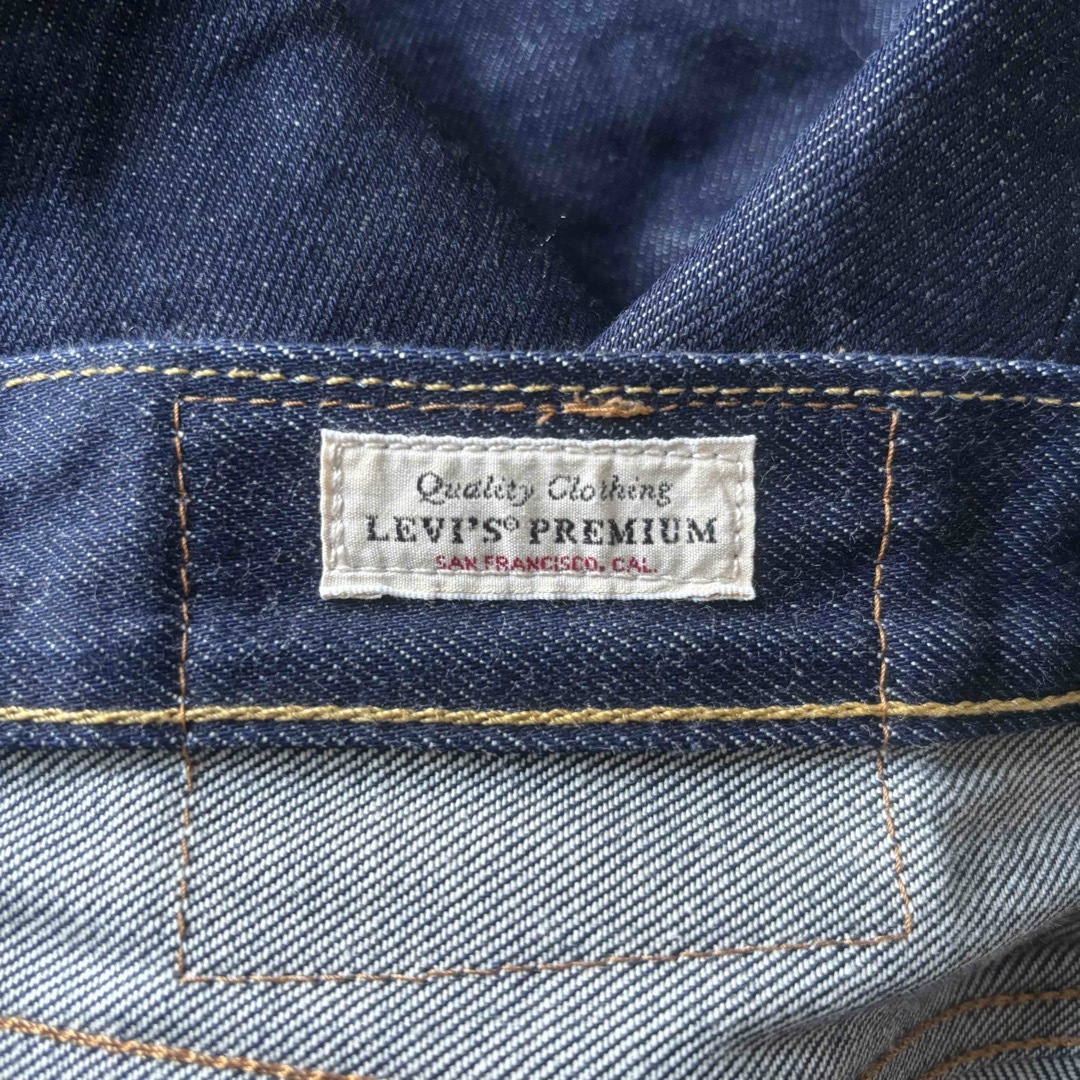 Quality Clothing
LEVI'S® PREMIUM
SAN FRANCISCO, CAL.